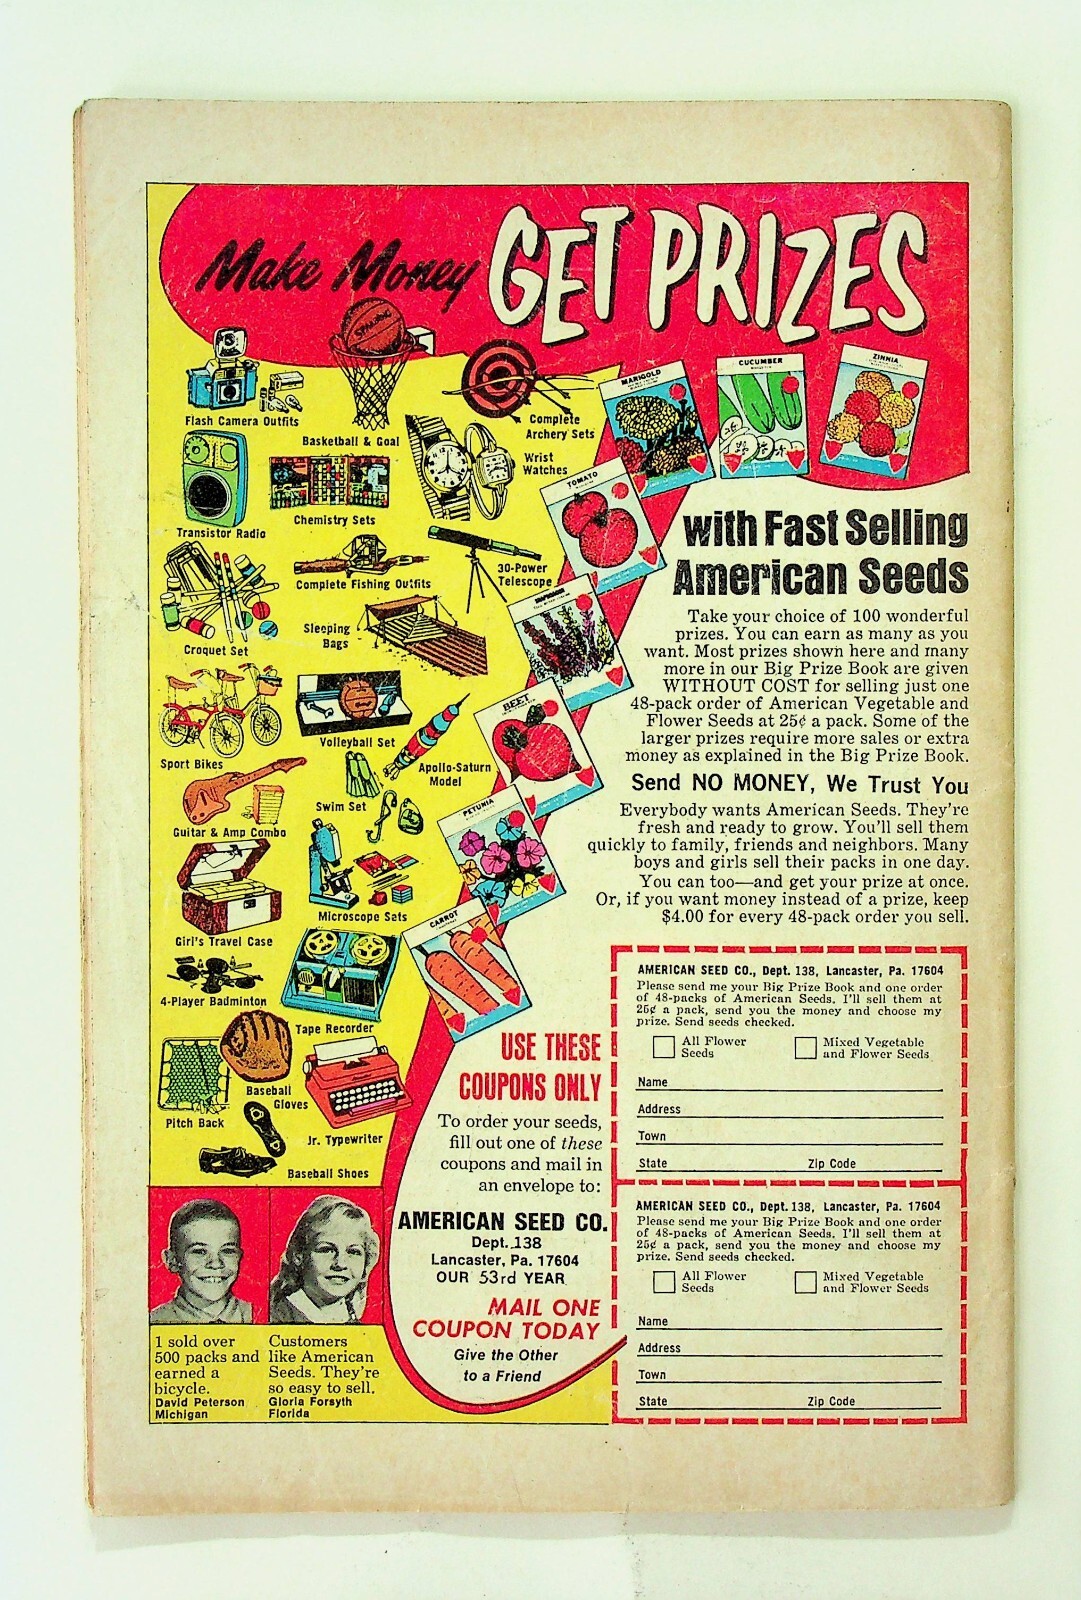 Make Money GET PRIZES
SPALDING
Flash Camera Outfits
Basketball & Goal
Complete
Archery Sets
MARIGOLD
CUCUMBER
ZINNIA
Wrist
Watches
Transistor Radio
Chemistry Sets
TOMATO
Complete Fishing Outfits
30-Power
Telescope
Croquet Set
Sleeping
Bags
Sport Bikes
Volleyball Set
BEET
Apollo-Saturn
Model
Guitar & Amp Combo
Swim Set
PETUNIA
Girl's Travel Case
Microscope Sets
CARROT
4-Player Badminton
Tape Recorder
Pitch Back
Baseball
Gloves
Jr. Typewriter
Baseball Shoes
with Fast Selling
American Seeds
Take your choice of 100 wonderful
prizes. You can earn as many as you
want. Most prizes shown here and many
more in our Big Prize Book are given
WITHOUT COST for selling just one
48-pack order of American Vegetable and
Flower Seeds at 25¢ a pack. Some of the
larger prizes require more sales or extra
money as explained in the Big Prize Book.
Send NO MONEY, We Trust You
Everybody wants American Seeds. They're
fresh and ready to grow. You'll sell them
quickly to family, friends and neighbors. Many
boys and girls sell their packs in one day.
You can too—and get your prize at once.
Or, if you want money instead of a prize, keep
$4.00 for every 48-pack order you sell.
USE THESE
COUPONS ONLY
To order your seeds,
fill out one of these
coupons and mail in
an envelope to:
AMERICAN SEED CO.
Dept. 138
Lancaster, Pa. 17604
OUR 53rd YEAR
MAIL ONE
COUPON TODAY
Give the Other
to a Friend
I sold over
500 packs and
earned a
bicycle.
David Peterson
Michigan
Customers
like American
Seeds. They're
so easy to sell.
Gloria Forsyth
Florida
AMERICAN SEED CO., Dept. 138, Lancaster, Pa. 17604
Please send me your Big Prize Book and one order
of 48-packs of American Seeds. I'll sell them at
25¢ a pack, send you the money and choose my
prize. Send seeds checked.
All Flower
Seeds
Mixed Vegetable
and Flower Seeds
Name
Address
Town
State Zip Code
AMERICAN SEED CO., Dept. 138, Lancaster, Pa. 17604
Please send me your Big Prize Book and one order
of 48-packs of American Seeds. I'll sell them at
25¢ a pack, send you the money and choose my
prize. Send seeds checked.
All Flower
Seeds
Mixed Vegetable
and Flower Seeds
Name
Address
Town
State Zip Code